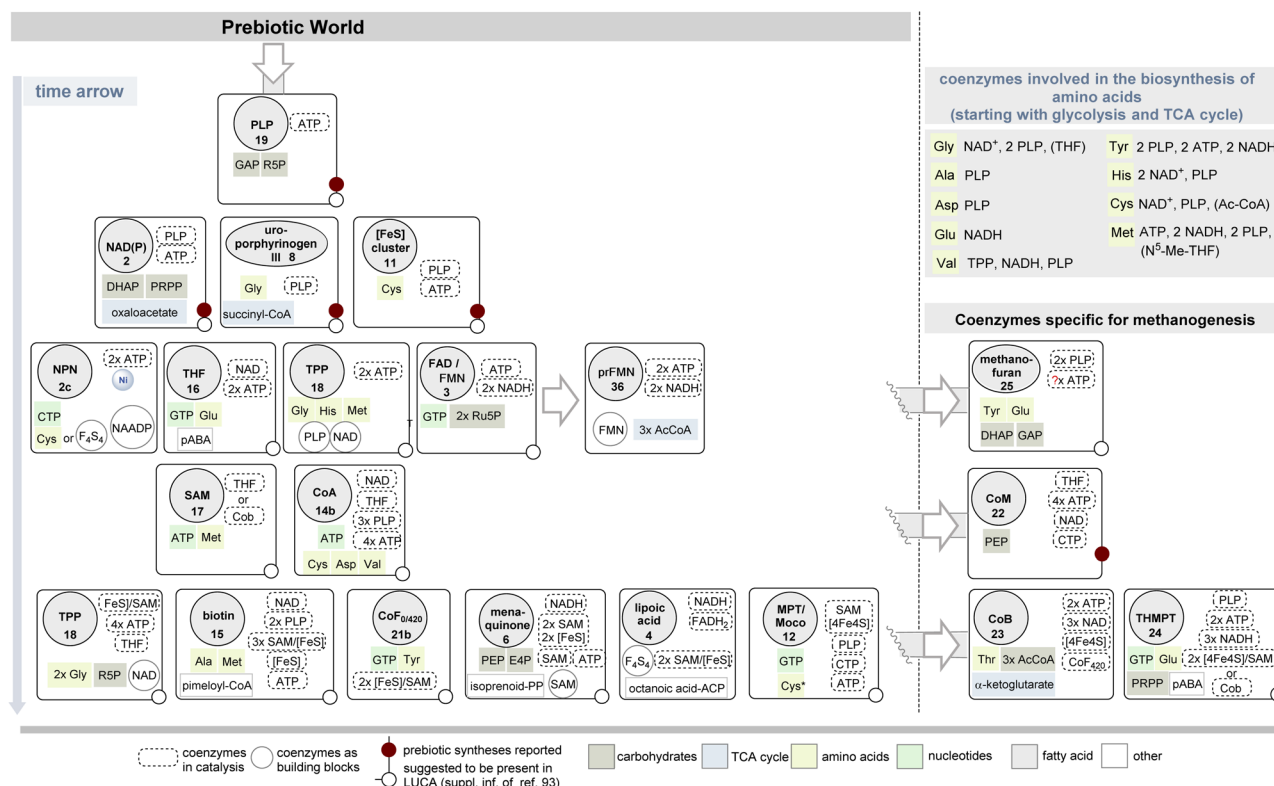 Prebiotic World
time arrow
PLP
19
ATP
GAP R5P
NAD(P)
2
PLP
ATP
DHAP PRPP
oxaloacetate
uro-
porphyrinogen
III 8
Gly PLP
succinyl-CoA
[FeS]
cluster
11
PLP
Cys
ATP
NPN
2c
2x ATP
Ni
CTP
Cys or F4S4
NAADP
THF
16
NAD
2x ATP
GTP Glu
pABA
TPP
18
2x ATP
Gly His Met
PLP NAD
T
FAD /
FMN
3
ATP
2x NADH
GTP 2x Ru5P
prFMN
36
2x ATP
2x NADH
FMN 3x AcCoA
SAM
17
THF
or
Cob
ATP Met
CoA
14b
NAD
THF
3x PLP
4x ATP
ATP
Cys Asp Val
TPP
18
FeS]/SAM
4x ATP
THF
2x Gly R5P NAD
biotin
15
NAD
2x PLP
3x SAM/[FeS]
[FeS]
ATP
Ala Met
pimeloyl-CoA
CoF0/420
21b
GTP Tyr
2x [FeS]/SAM
mena-
quinone
6
NADH
2x SAM
2x [FeS]
SAM ATP
PEP E4P
isoprenoid-PP SAM
lipoic
acid
4
NADH
FADH2
F4S4 2x SAM/[FeS]
octanoic acid-ACP
MPT/
Moco
12
SAM
[4Fe4S]
PLP
CTP
ATP
GTP
Cys*
coenzymes involved in the biosynthesis of
amino acids
(starting with glycolysis and TCA cycle)
Gly NAD+, 2 PLP, (THF)
Ala PLP
Asp PLP
Glu NADH
Val TPP, NADH, PLP
Tyr 2 PLP, 2 ATP, 2 NADH
His 2 NAD+, PLP
Cys NAD+, PLP, (Ac-CoA)
Met ATP, 2 NADH, 2 PLP,
(N5-Me-THF)
Coenzymes specific for methanogenesis
methano-
furan
25
2x PLP
?x ATP
Tyr Glu
DHAP GAP
CoM
22
THF
4x ATP
NAD
CTP
PEP
CoB
23
2x ATP
3x NAD
[4Fe4S]
CoF420
Thr 3x AcCoA
α-ketoglutarate
THMPT
24
PLP
2x ATP
3x NADH
2x [4Fe4S]/SAM
or
Cob
GTP Glu
PRPP pABA
coenzymes
in catalysis
coenzymes as
building blocks
prebiotic syntheses reported
suggested to be present in
LUCA (suppl. inf. of ref. 93)
carbohydrates
TCA cycle
amino acids
nucleotides
fatty acid
other